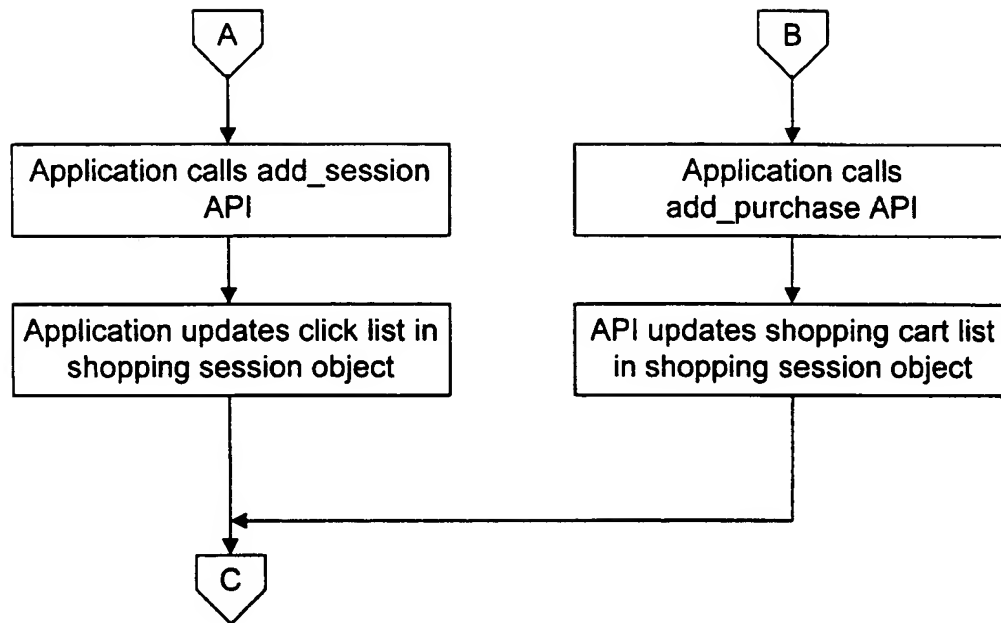 A
B
Application calls add_session
API
Application calls
add_purchase API
Application updates click list in
shopping session object
API updates shopping cart list
in shopping session object
C